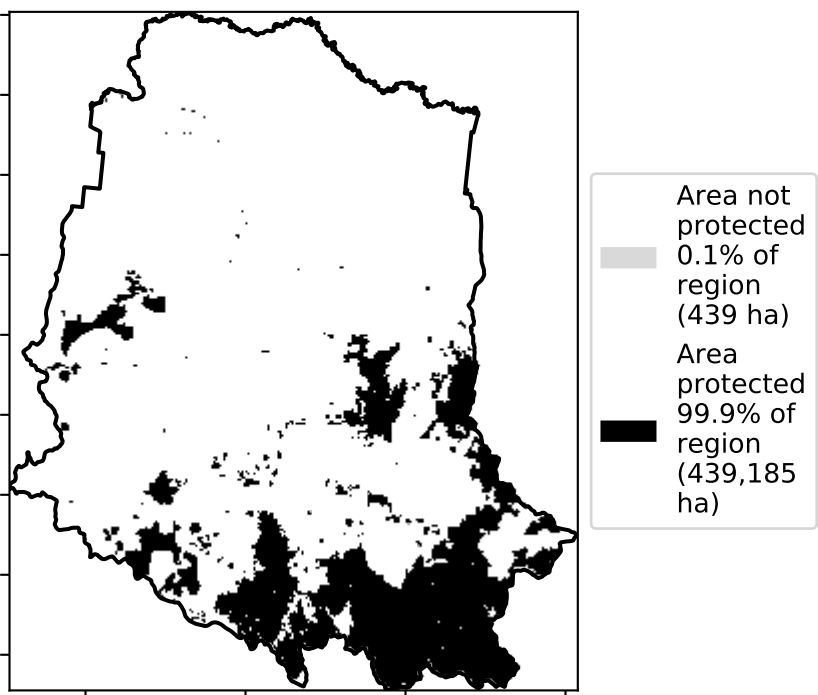 Area not
protected
0.1% of
region
(439 ha)
Area
protected
99.9% of
region
(439,185
ha)